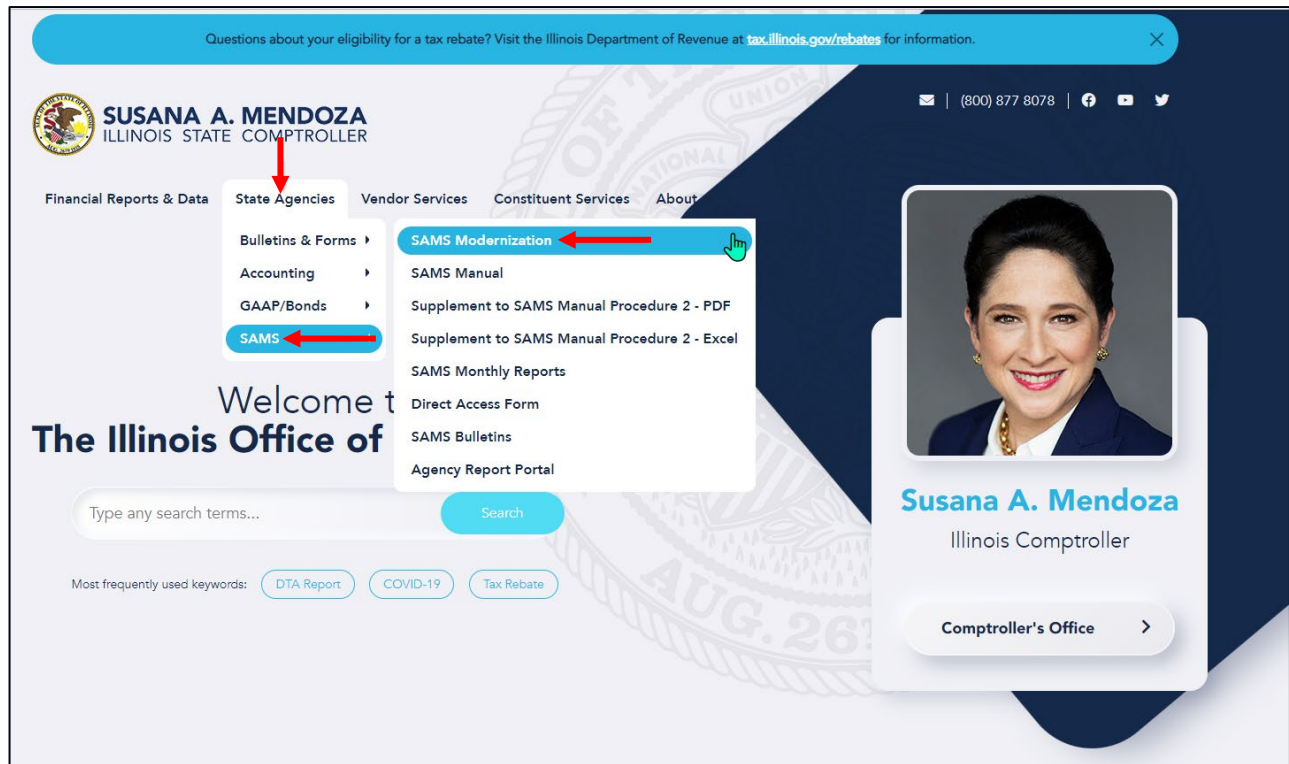 Questions about your eligibility for a tax rebate? Visit the Illinois Department of Revenue at tax.illinois.gov/rebates for information.
(800) 877 8078
SUSANA A. MENDOZA
ILLINOIS STATE COMPTROLLER
Financial Reports & Data State Agencies Vendor Services Constituent Services About
Bulletins & Forms
Accounting
GAAP/Bonds
SAMS
SAMS Modernization
SAMS Manual
Supplement to SAMS Manual Procedure 2 - PDF
Supplement to SAMS Manual Procedure 2 - Excel
SAMS Monthly Reports
Direct Access Form
SAMS Bulletins
Agency Report Portal
Welcome t
The Illinois Office of
Type any search terms... Search
Most frequently used keywords: DTA Report COVID-19 Tax Rebate
Susana A. Mendoza
Illinois Comptroller
Comptroller's Office
OF T
UNION
NATIONAL
AUG. 26